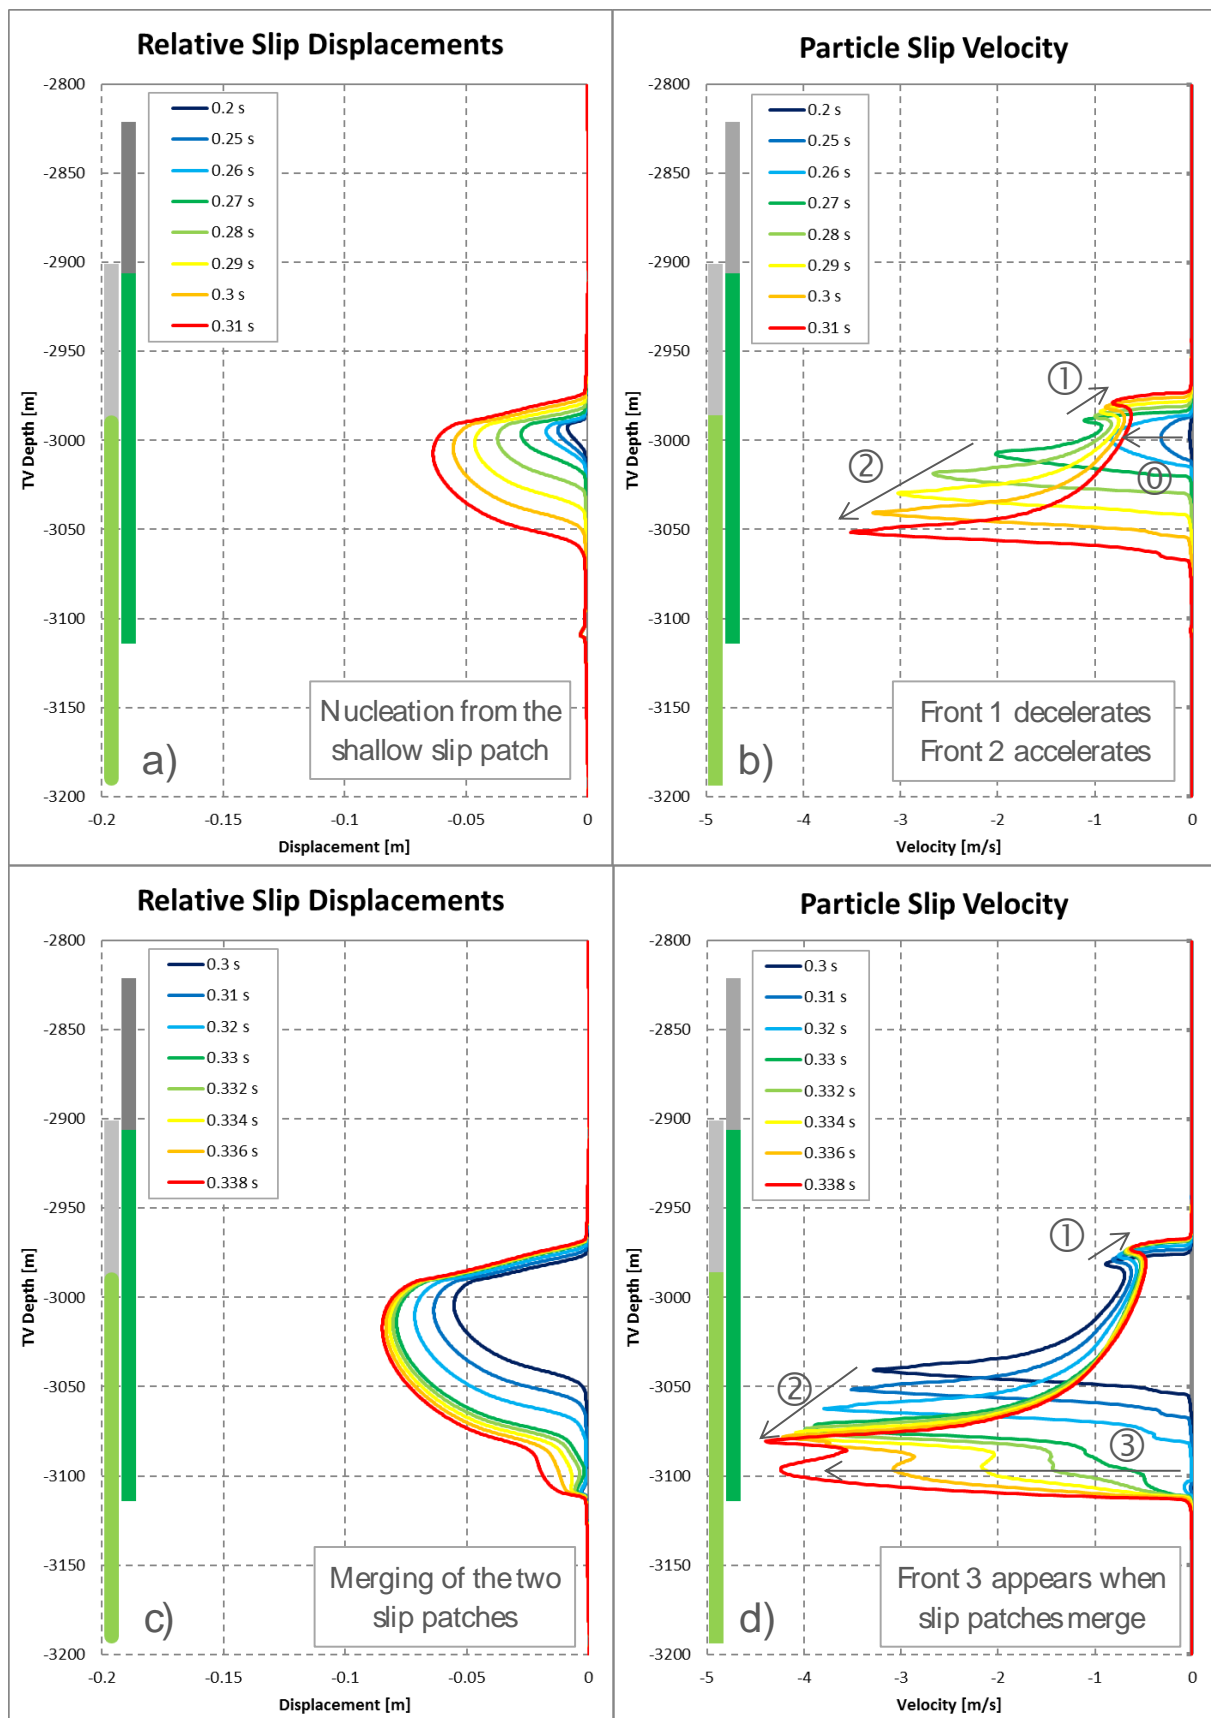 Relative Slip Displacements
-2800
-2850
-2900
-2950
-3000
-3050
-3100
-3150
-3200
TV Depth [m]
0.2 s
0.25 s
0.26 s
0.27 s
0.28 s
0.29 s
0.3 s
0.31 s
Nucleation from the
shallow slip patch
a)
-0.2
-0.15
-0.1
-0.05
0
Displacement [m]
Particle Slip Velocity
-2800
-2850
-2900
-2950
-3000
-3050
-3100
-3150
-3200
TV Depth [m]
0.2 s
0.25 s
0.26 s
0.27 s
0.28 s
0.29 s
0.3 s
0.31 s
①
②
⓪
Front 1 decelerates
Front 2 accelerates
b)
-5
-4
-3
-2
-1
0
Velocity [m/s]
Relative Slip Displacements
-2800
-2850
-2900
-2950
-3000
-3050
-3100
-3150
-3200
TV Depth [m]
0.3 s
0.31 s
0.32 s
0.33 s
0.332 s
0.334 s
0.336 s
0.338 s
Merging of the two
slip patches
c)
-0.2
-0.15
-0.1
-0.05
0
Displacement [m]
Particle Slip Velocity
-2800
-2850
-2900
-2950
-3000
-3050
-3100
-3150
-3200
TV Depth [m]
0.3 s
0.31 s
0.32 s
0.33 s
0.332 s
0.334 s
0.336 s
0.338 s
①
②
③
Front 3 appears when
slip patches merge
d)
-5
-4
-3
-2
-1
0
Velocity [m/s]